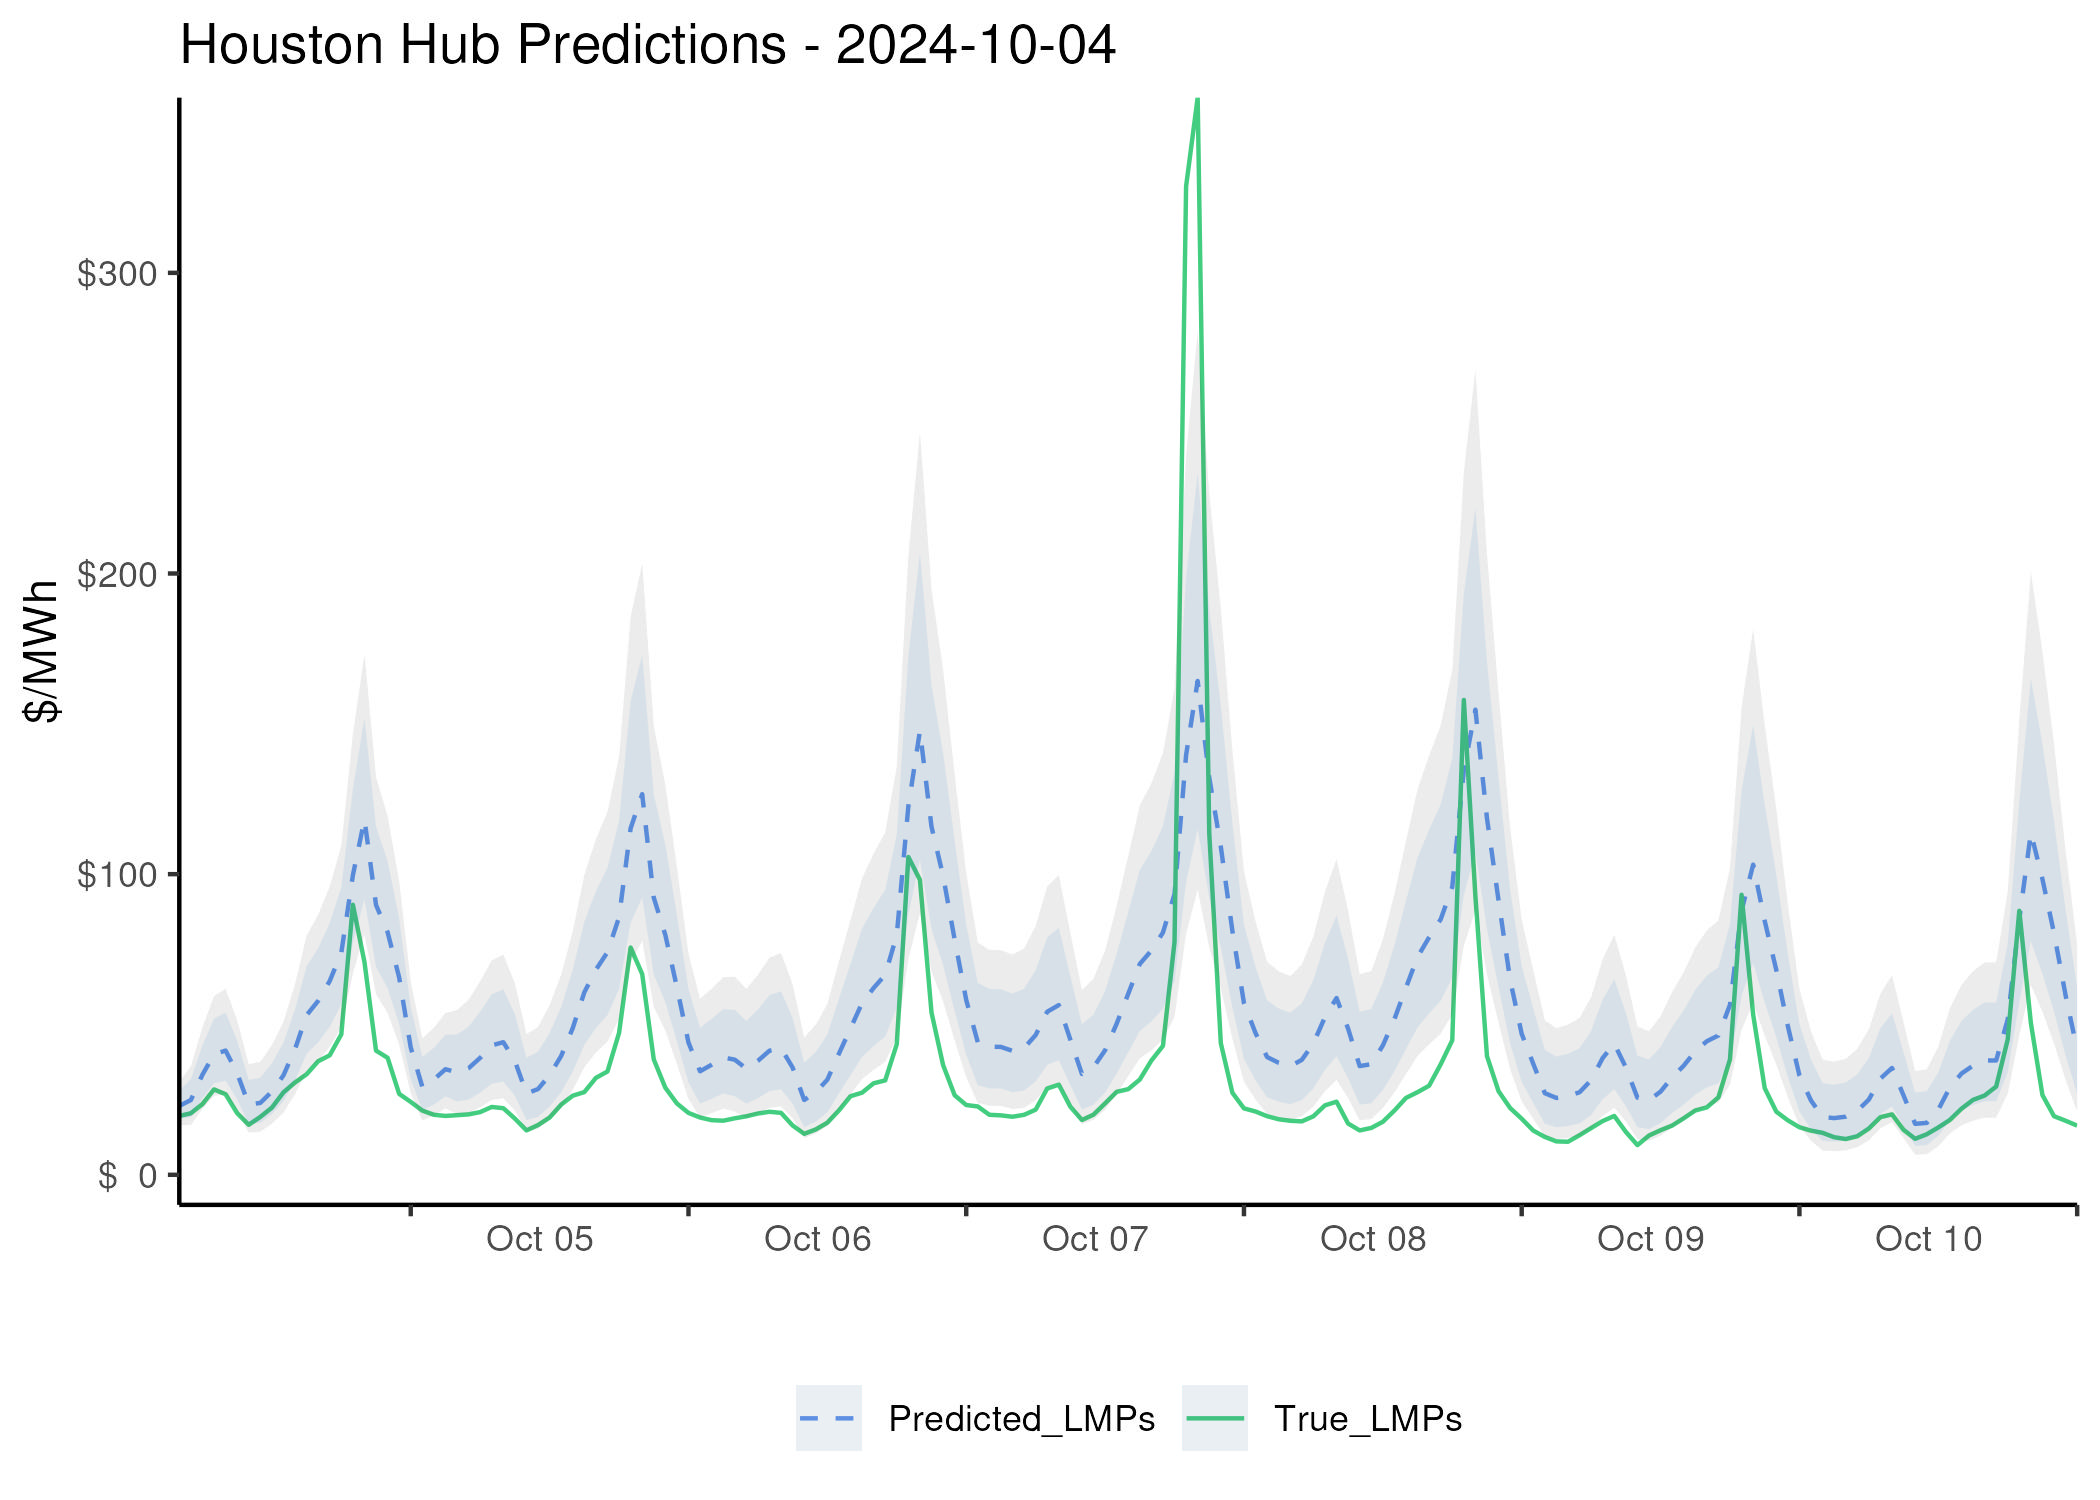 Houston Hub Predictions - 2024-10-04
$/MWh
$300
$200
$100
$  0
Oct 05
Oct 06
Oct 07
Oct 08
Oct 09
Oct 10
Predicted_LMPs
True_LMPs